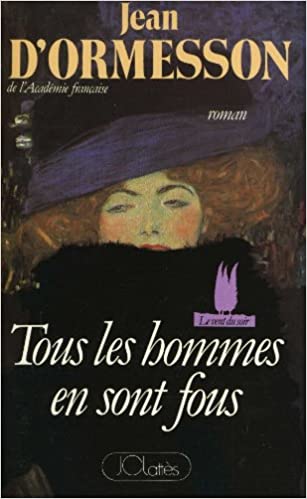 Jean
D'ORMESSON
de l'Académie française
roman
Le vent du soir
Tous les hommes
en sont fous
JCLattès